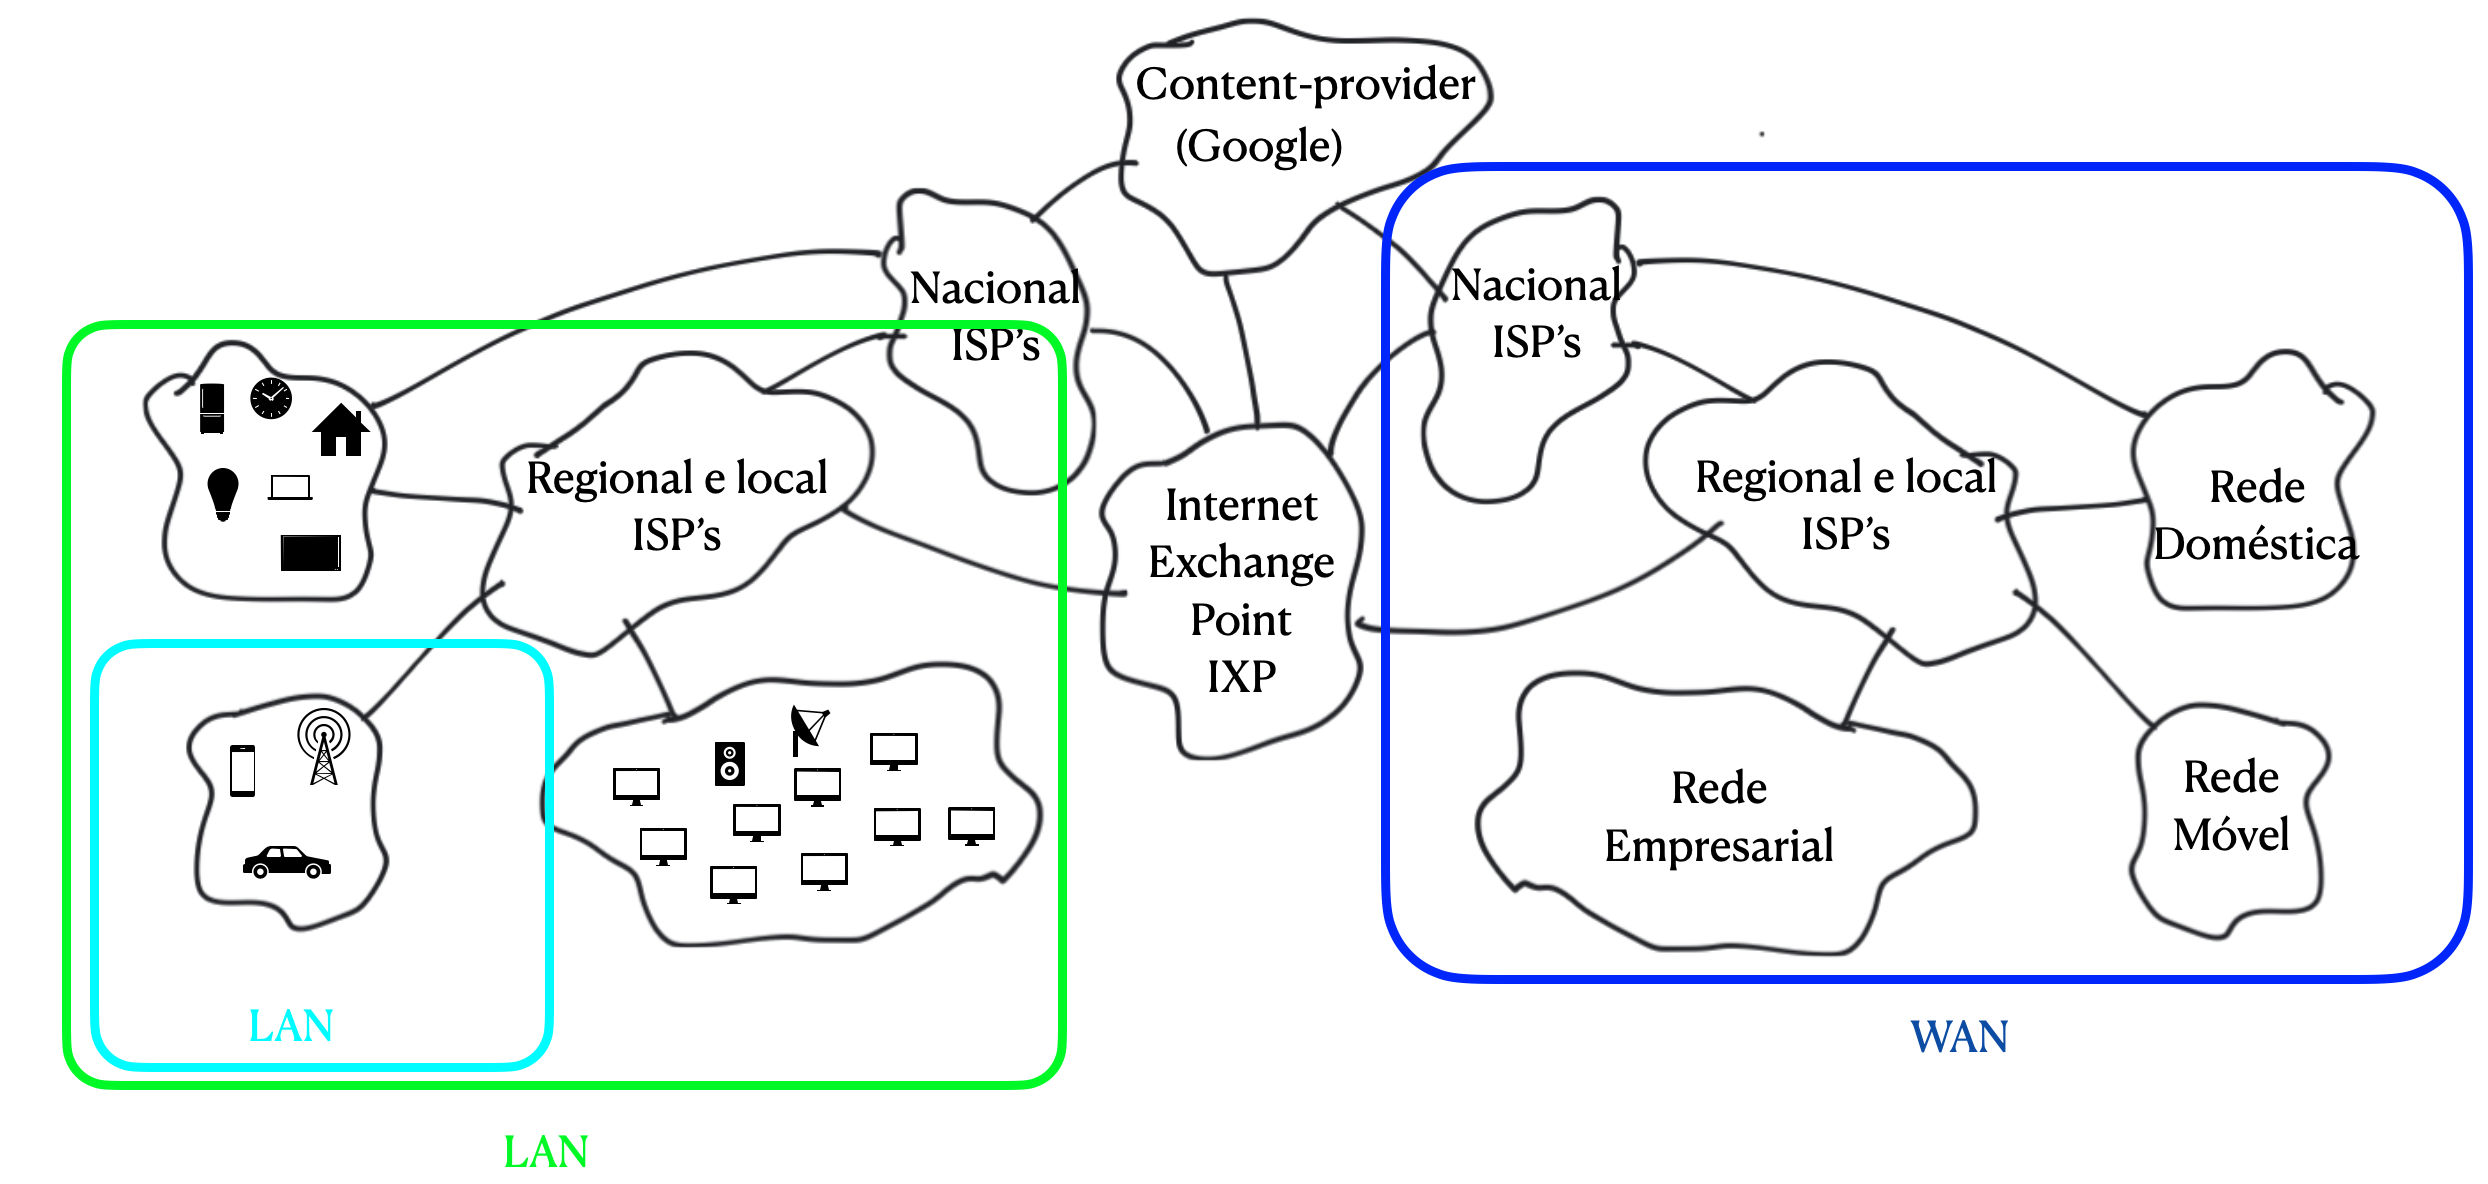 Content-provider
(Google)
Nacional
ISP's
Nacional
ISP's
Regional e local
ISP's
Internet
Exchange
Point
IXP
Regional e local
ISP's
Rede
Doméstica
Rede
Empresarial
Rede
Móvel
LAN
WAN
LAN